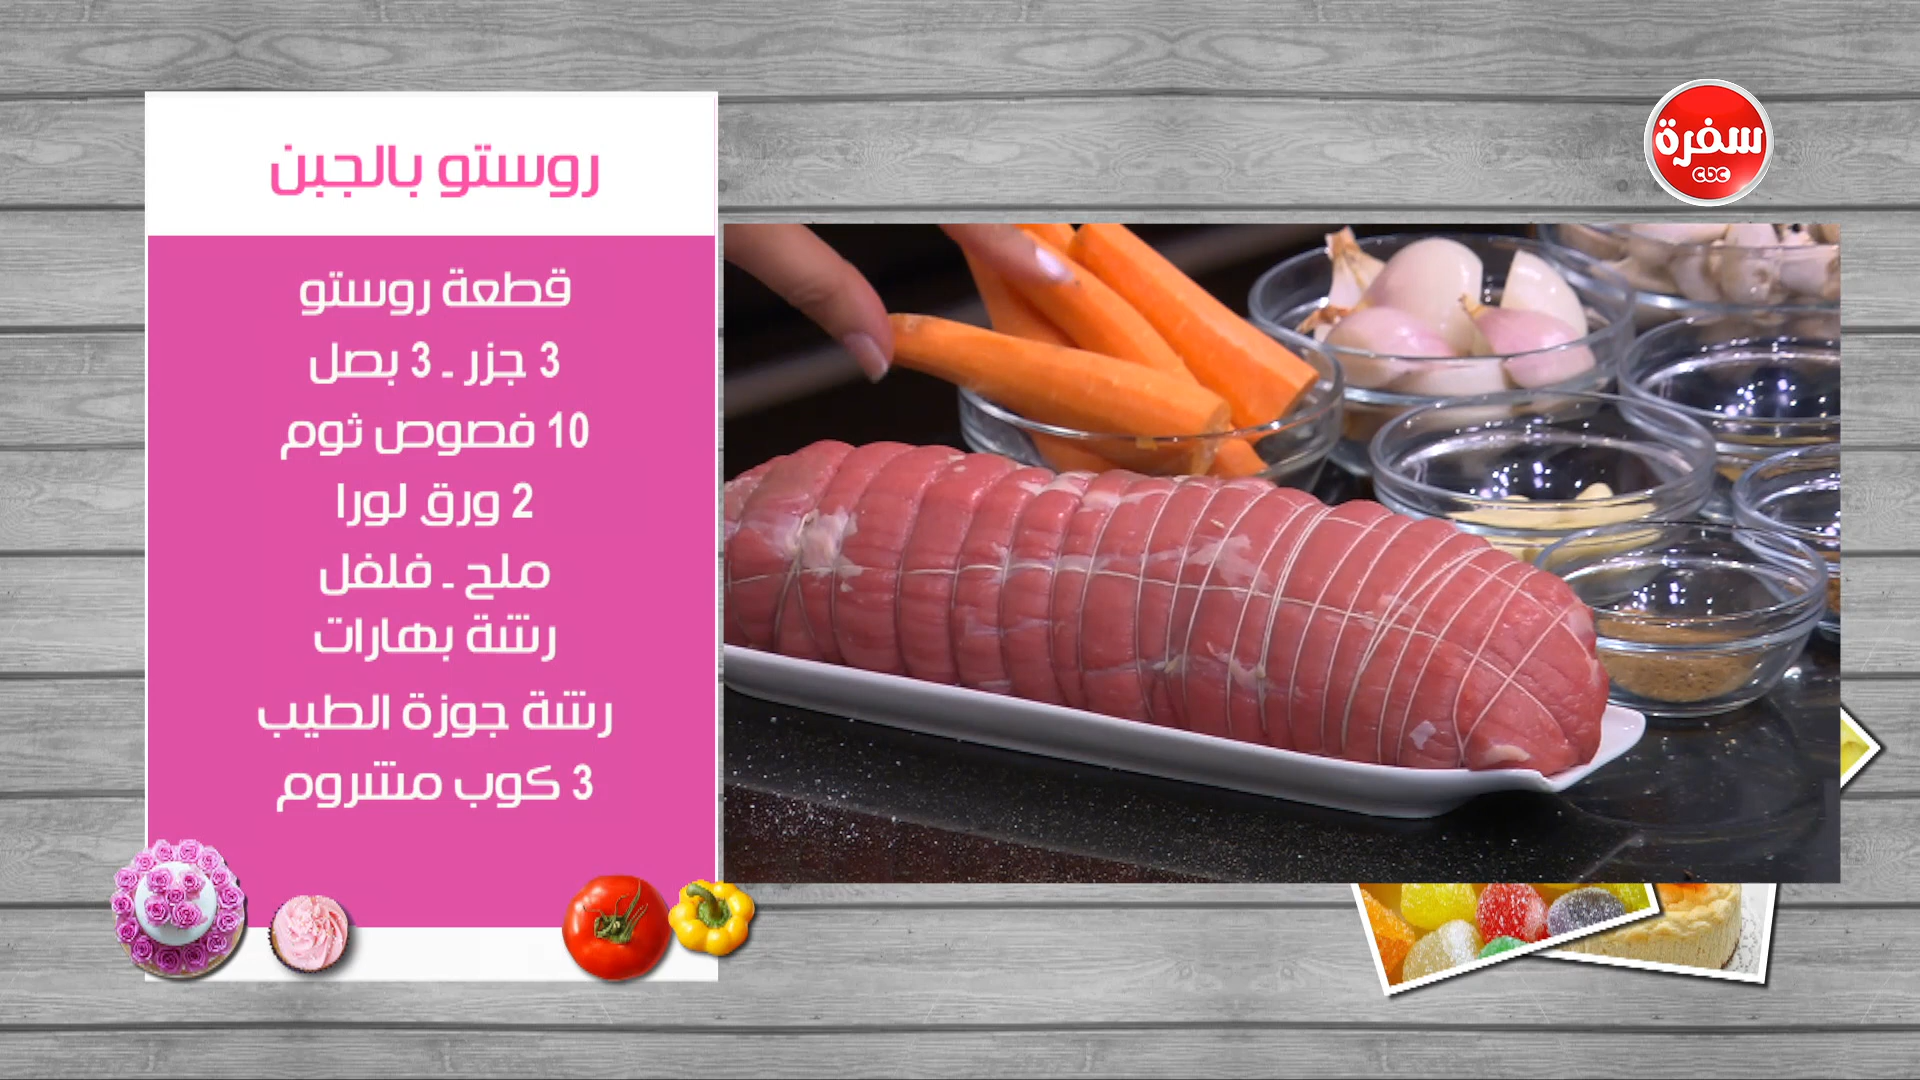 روستو بالجبن
قطعة روستو
3 جزر ـ 3 بصل
10 فصوص ثوم
2 ورق لورا
ملح ـ فلفل
رشة بهارات
رشة جوزة الطيب
3 كوب مشروم
سفرة
cbc